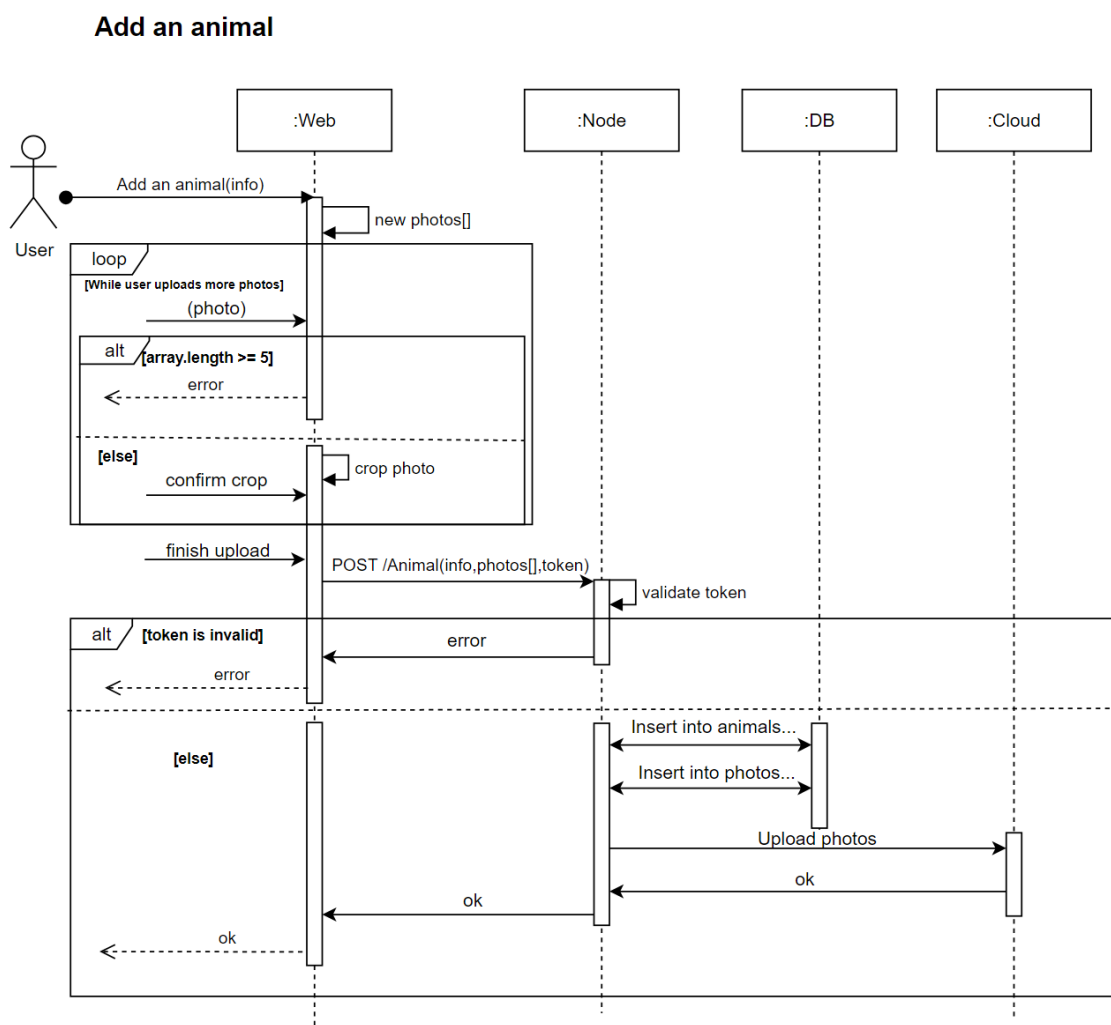 Add an animal
:Web
:Node
:DB
:Cloud
User
Add an animal(info)
new photos[]
loop
[While user uploads more photos]
(photo)
alt
[array.length >= 5]
error
[else]
crop photo
confirm crop
finish upload
POST /Animal(info,photos[],token)
validate token
alt
[token is invalid]
error
error
[else]
Insert into animals...
Insert into photos...
Upload photos
ok
ok
ok